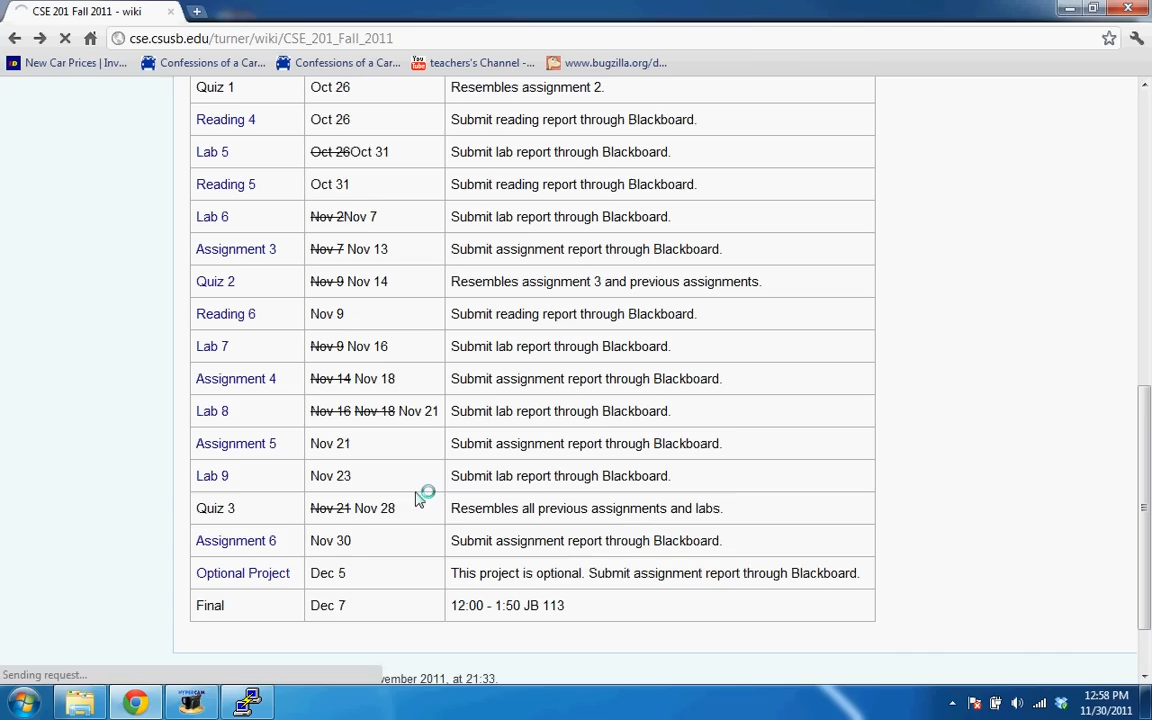 CSE 201 Fall 2011 - wiki
cse.csusb.edu/turner/wiki/CSE_201_Fall_2011
New Car Prices | Inv... Confessions of a Car... Confessions of a Car... You Tube teachers's Channel -... www.bugzilla.org/d...
Quiz 1 Oct 26 Resembles assignment 2.
Reading 4 Oct 26 Submit reading report through Blackboard.
Lab 5 Oct 26Oct 31 Submit lab report through Blackboard.
Reading 5 Oct 31 Submit reading report through Blackboard.
Lab 6 Nov 2Nov 7 Submit lab report through Blackboard.
Assignment 3 Nov 7 Nov 13 Submit assignment report through Blackboard.
Quiz 2 Nov 9 Nov 14 Resembles assignment 3 and previous assignments.
Reading 6 Nov 9 Submit reading report through Blackboard.
Lab 7 Nov 9 Nov 16 Submit lab report through Blackboard.
Assignment 4 Nov 14 Nov 18 Submit assignment report through Blackboard.
Lab 8 Nov 16 Nov 18 Nov 21 Submit lab report through Blackboard.
Assignment 5 Nov 21 Submit assignment report through Blackboard.
Lab 9 Nov 23 Submit lab report through Blackboard.
Quiz 3 Nov 21 Nov 28 Resembles all previous assignments and labs.
Assignment 6 Nov 30 Submit assignment report through Blackboard.
Optional Project Dec 5 This project is optional. Submit assignment report through Blackboard.
Final Dec 7 12:00 - 1:50 JB 113
Sending request... vember 2011, at 21:33.
HYPERCAM
12:58 PM
11/30/2011